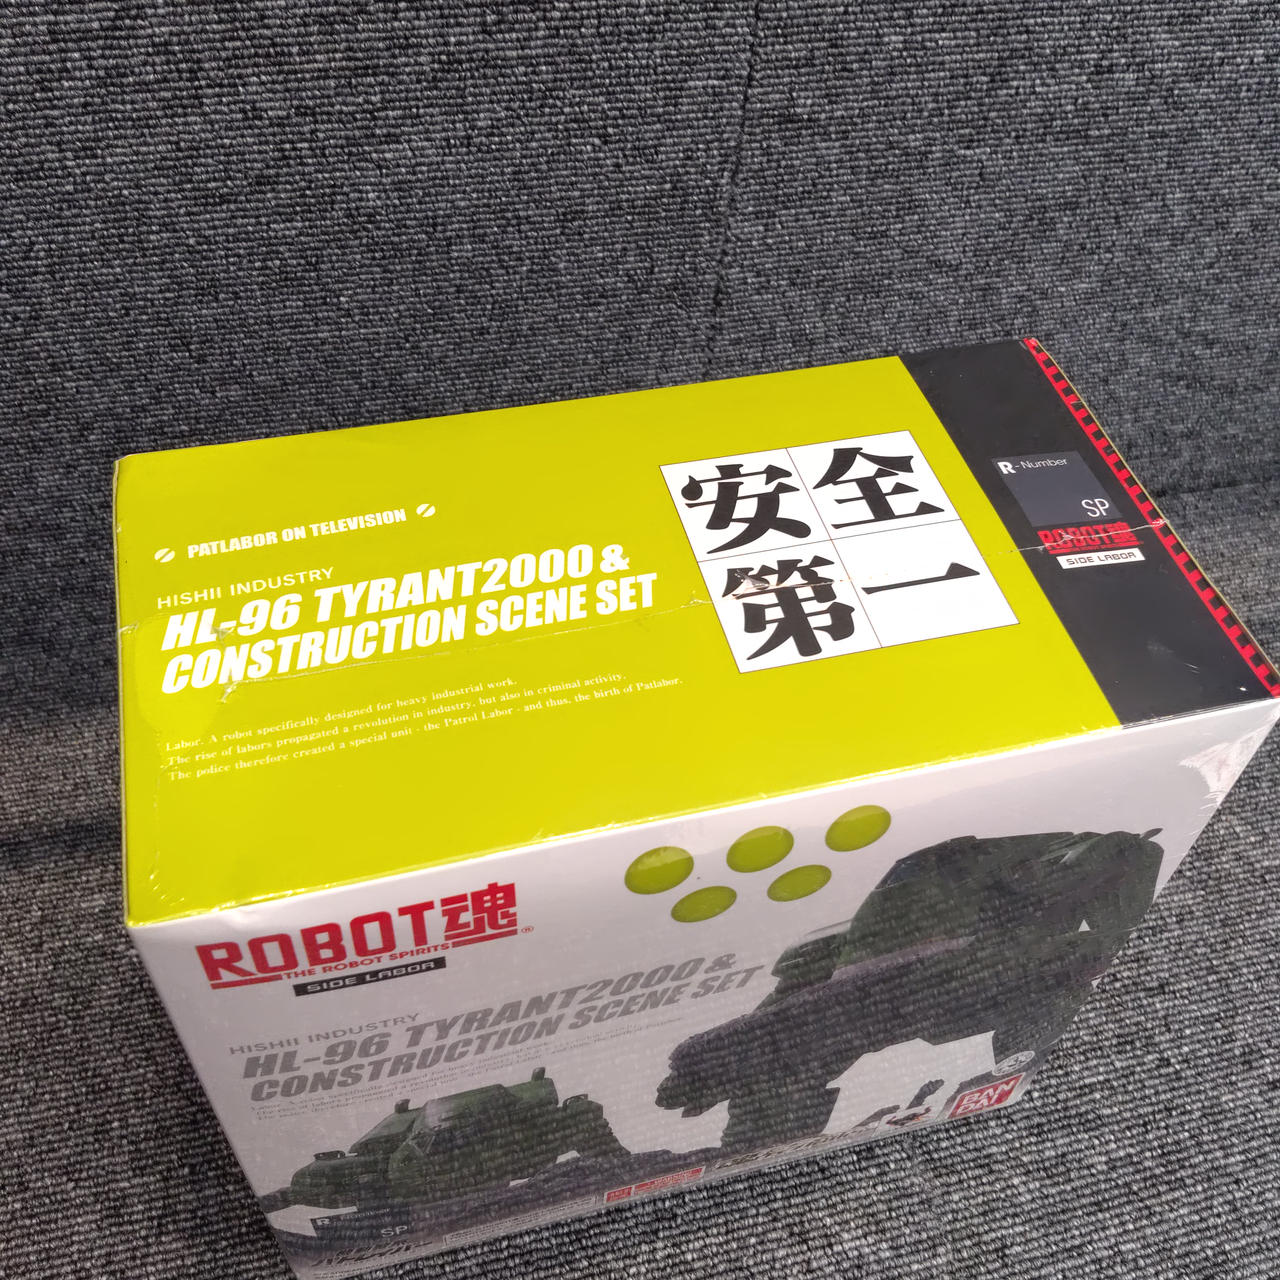 PATLABOR ON TELEVISION
HISHII INDUSTRY
HL-96 TYRANT2000 &
CONSTRUCTION SCENE SET
Labor. A robot specifically designed for heavy industrial work.
The rise of labors propagated a revolution in industry, but also in criminal activity.
The police therefore created a special unit - the Patrol Labor - and thus, the birth of Patlabor.
安全
第一
R-Number
SP
ROBOT魂
SIDE LABOR
ROBOT魂®
THE ROBOT SPIRITS
SIDE LABOR
HISHII INDUSTRY
HL-96 TYRANT2000 &
CONSTRUCTION SCENE SET
BAN
DAI
SP